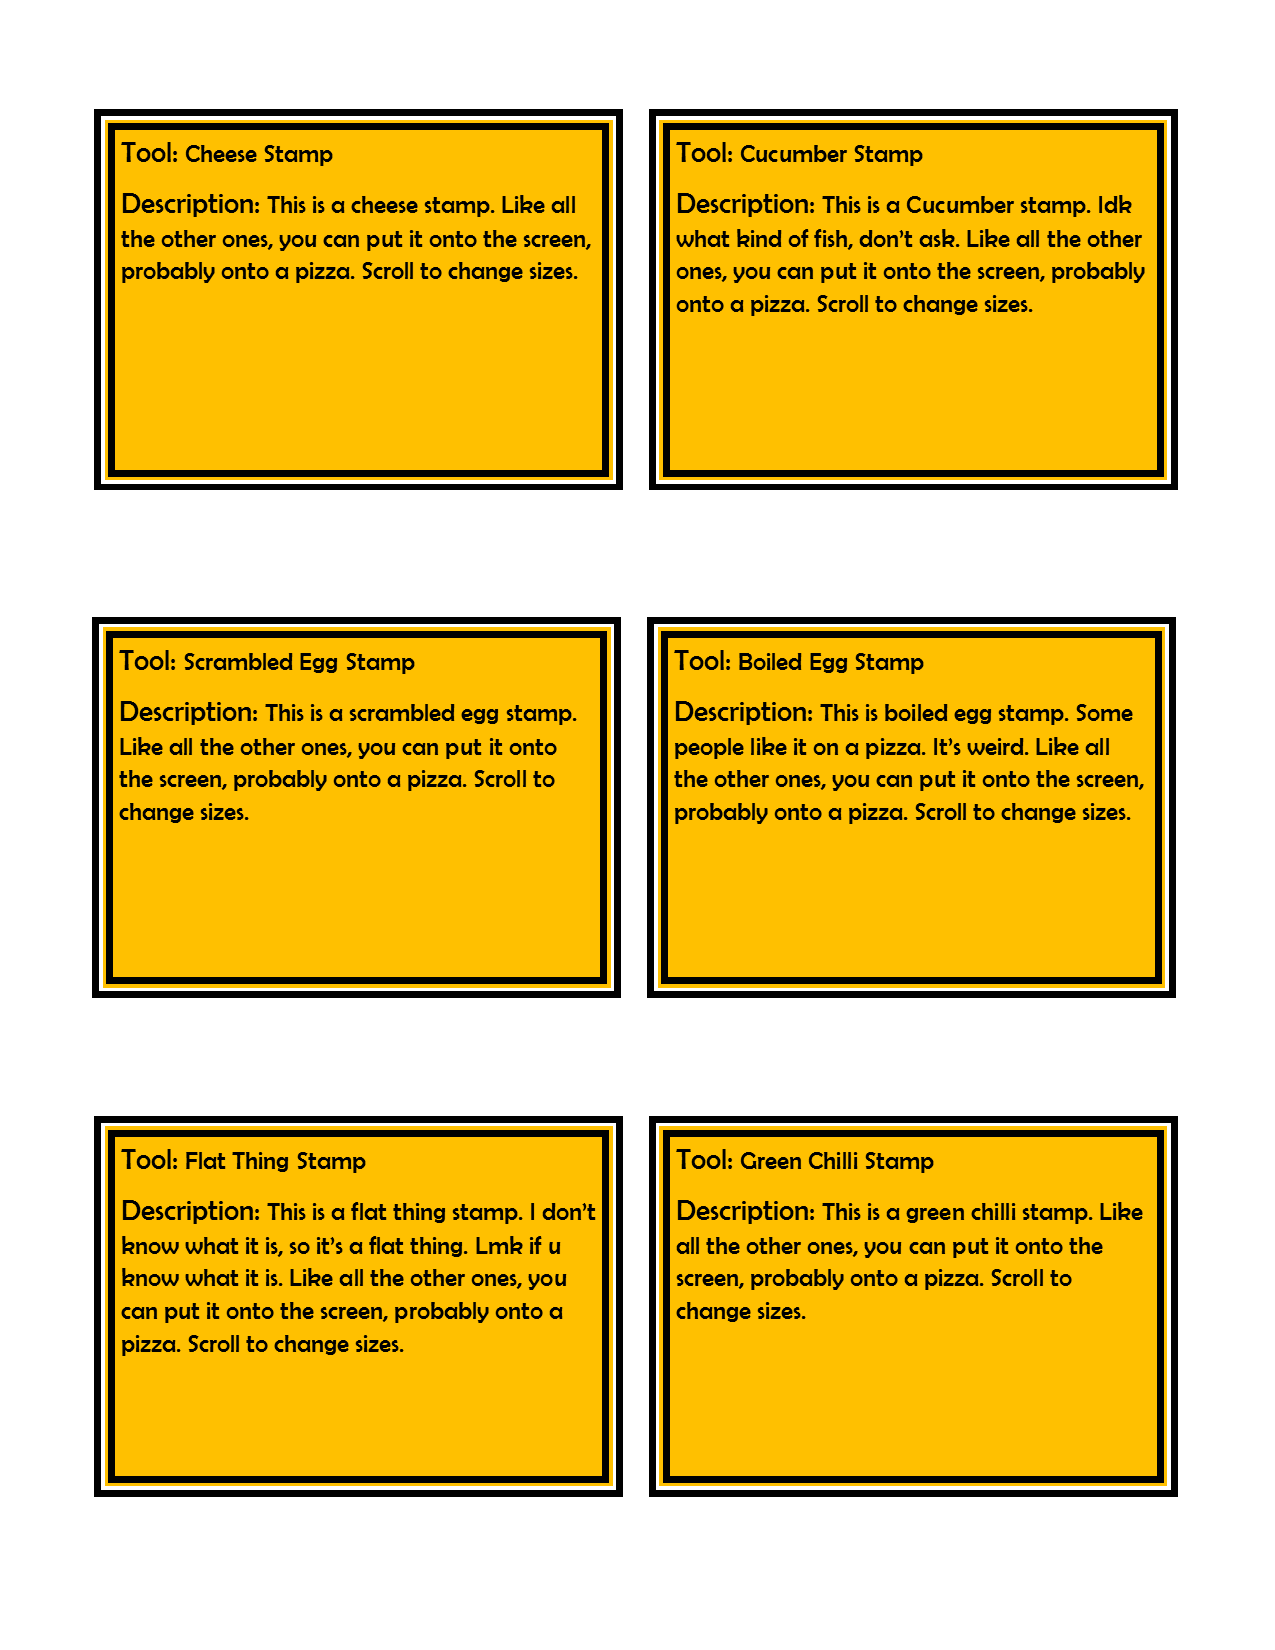 Tool: Cheese Stamp
Description: This is a cheese stamp. Like all
the other ones, you can put it onto the screen,
probably onto a pizza. Scroll to change sizes.
Tool: Cucumber Stamp
Description: This is a Cucumber stamp. Idk
what kind of fish, don’t ask. Like all the other
ones, you can put it onto the screen, probably
onto a pizza. Scroll to change sizes.
Tool: Scrambled Egg Stamp
Description: This is a scrambled egg stamp.
Like all the other ones, you can put it onto
the screen, probably onto a pizza. Scroll to
change sizes.
Tool: Boiled Egg Stamp
Description: This is boiled egg stamp. Some
people like it on a pizza. It’s weird. Like all
the other ones, you can put it onto the screen,
probably onto a pizza. Scroll to change sizes.
Tool: Flat Thing Stamp
Description: This is a flat thing stamp. I don’t
know what it is, so it’s a flat thing. Lmk if u
know what it is. Like all the other ones, you
can put it onto the screen, probably onto a
pizza. Scroll to change sizes.
Tool: Green Chilli Stamp
Description: This is a green chilli stamp. Like
all the other ones, you can put it onto the
screen, probably onto a pizza. Scroll to
change sizes.